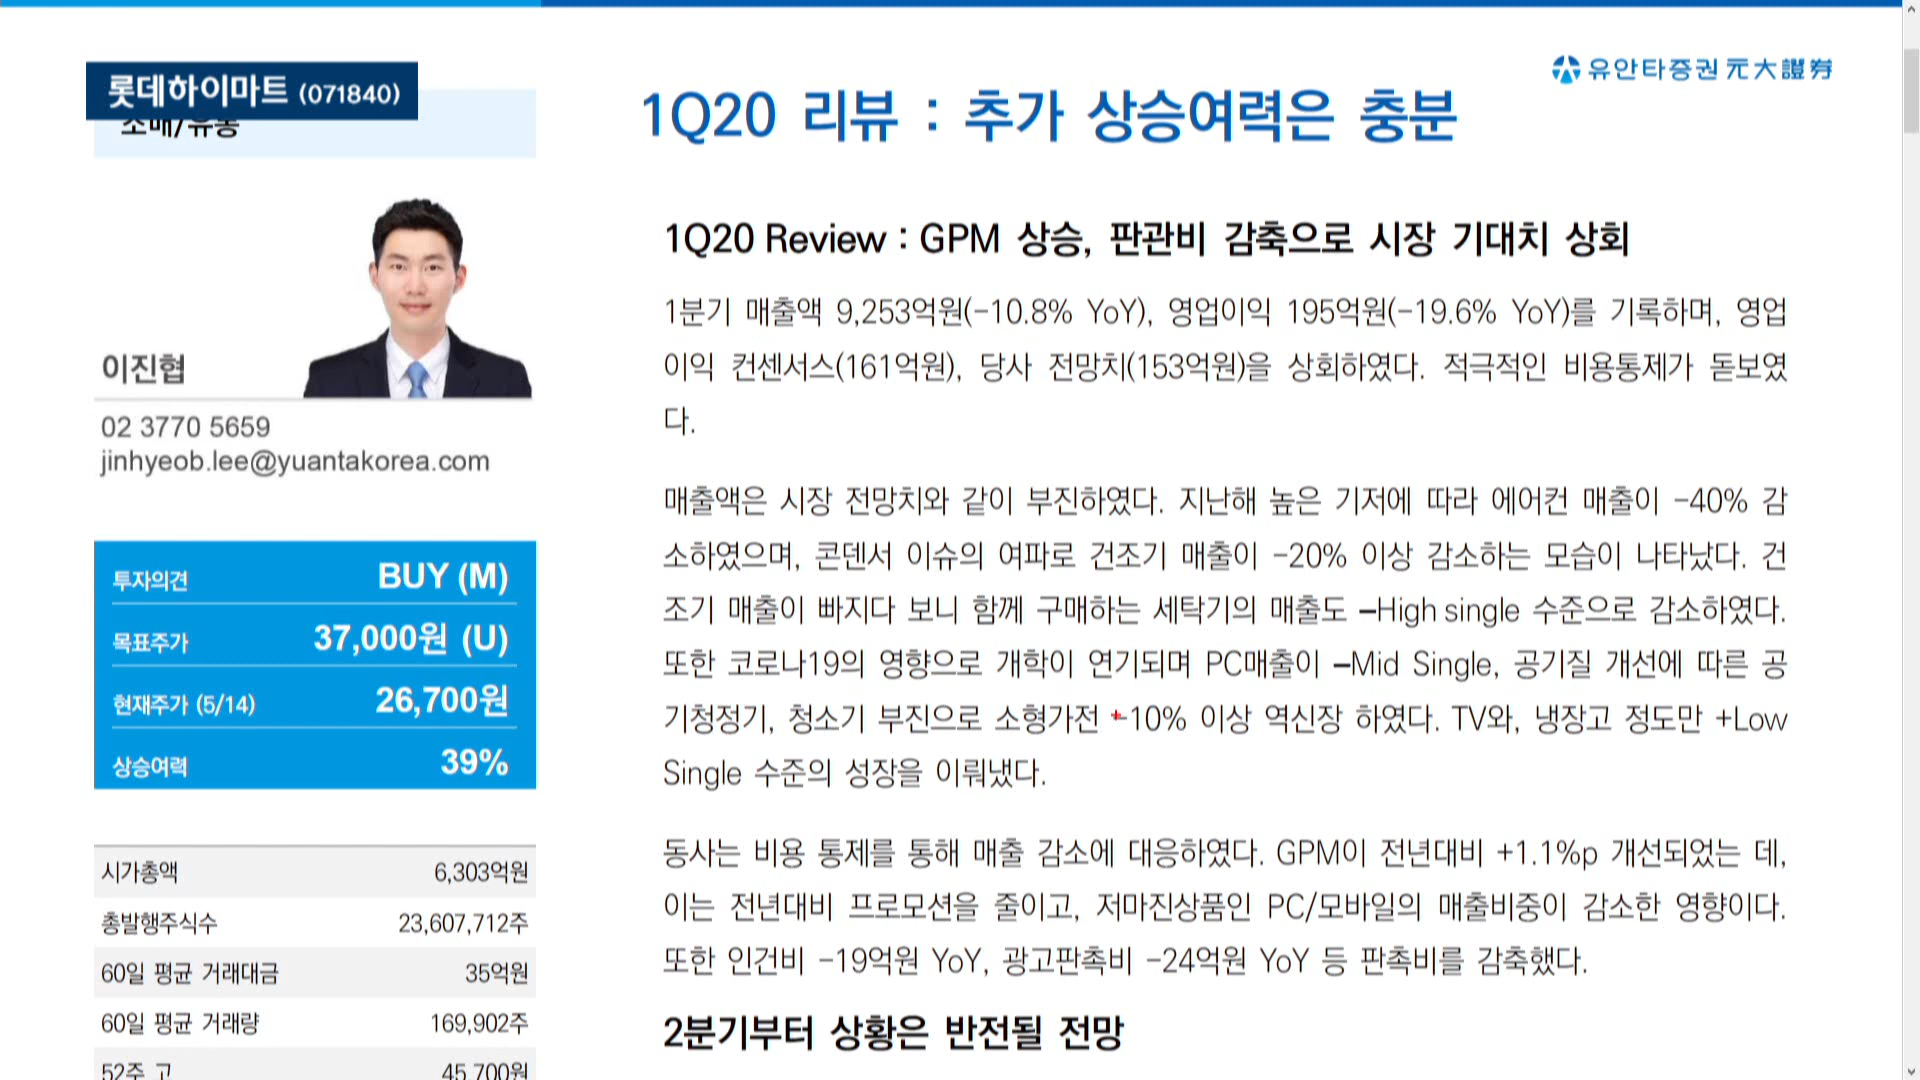 롯데하이마트 (071840)
소매/유통
유안타증권 元大證券
1Q20 리뷰 : 추가 상승여력은 충분
이진협
02 3770 5659
jinhyeob.lee@yuantakorea.com
투자의견 BUY (M)
목표주가 37,000원 (U)
현재주가 (5/14) 26,700원
상승여력 39%
시가총액 6,303억원
총발행주식수 23,607,712주
60일 평균 거래대금 35억원
60일 평균 거래량 169,902주
52주 고 45,700원
1Q20 Review : GPM 상승, 판관비 감축으로 시장 기대치 상회
1분기 매출액 9,253억원(-10.8% YoY), 영업이익 195억원(-19.6% YoY)를 기록하며, 영업
이익 컨센서스(161억원), 당사 전망치(153억원)을 상회하였다. 적극적인 비용통제가 돋보였
다.
매출액은 시장 전망치와 같이 부진하였다. 지난해 높은 기저에 따라 에어컨 매출이 -40% 감
소하였으며, 콘덴서 이슈의 여파로 건조기 매출이 -20% 이상 감소하는 모습이 나타났다. 건
조기 매출이 빠지다 보니 함께 구매하는 세탁기의 매출도 –High single 수준으로 감소하였다.
또한 코로나19의 영향으로 개학이 연기되며 PC매출이 –Mid Single, 공기질 개선에 따른 공
기청정기, 청소기 부진으로 소형가전 -10% 이상 역신장 하였다. TV와, 냉장고 정도만 +Low
Single 수준의 성장을 이뤄냈다.
동사는 비용 통제를 통해 매출 감소에 대응하였다. GPM이 전년대비 +1.1%p 개선되었는 데,
이는 전년대비 프로모션을 줄이고, 저마진상품인 PC/모바일의 매출비중이 감소한 영향이다.
또한 인건비 -19억원 YoY, 광고판촉비 -24억원 YoY 등 판촉비를 감축했다.
2분기부터 상황은 반전될 전망